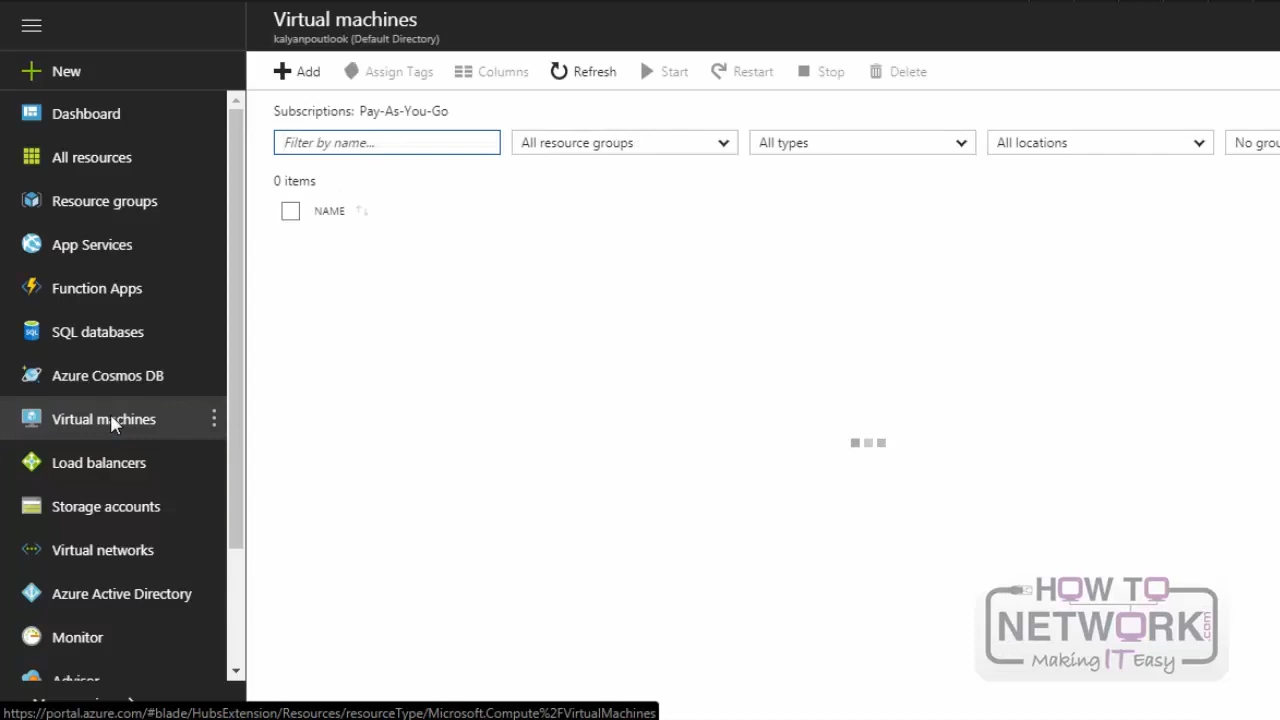 Virtual machines
kalyanpoutlook (Default Directory)
New
Add
Assign Tags
Columns
Refresh
Start
Restart
Stop
Delete
Dashboard
All resources
Resource groups
App Services
Function Apps
SQL databases
Azure Cosmos DB
Virtual machines
Load balancers
Storage accounts
Virtual networks
Azure Active Directory
Monitor
Advisor
Subscriptions: Pay-As-You-Go
Filter by name...
All resource groups
All types
All locations
No grou
0 items
NAME
HOW TO
NETWORK.com
Making IT Easy
https://portal.azure.com/#blade/HubsExtension/Resources/resourceType/Microsoft.Compute%2FVirtualMachines